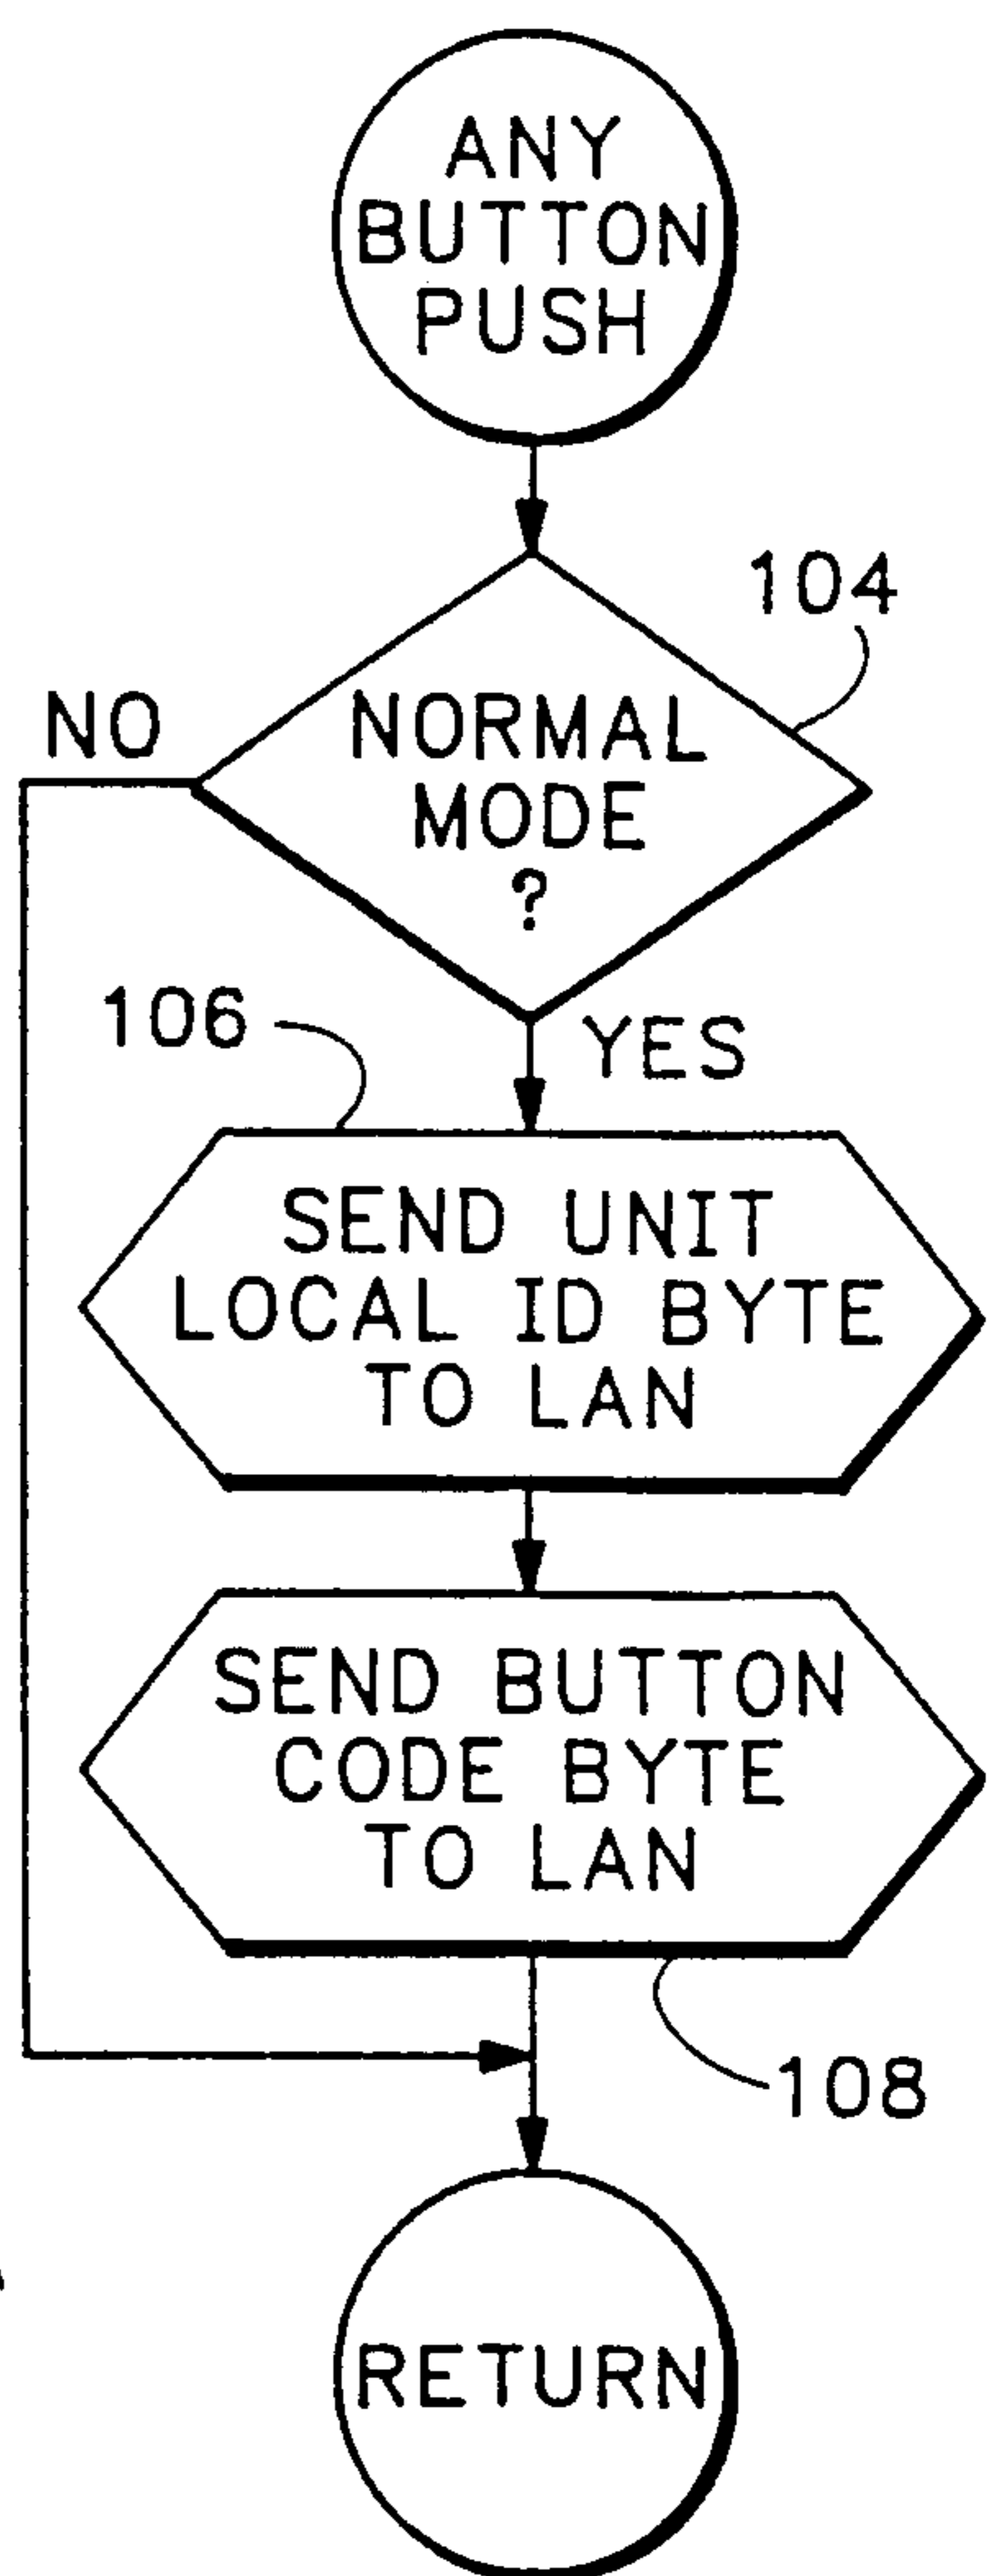 ANY
BUTTON
PUSH
104
NO
NORMAL
MODE
?
106
YES
SEND UNIT
LOCAL ID BYTE
TO LAN
SEND BUTTON
CODE BYTE
TO LAN
108
RETURN